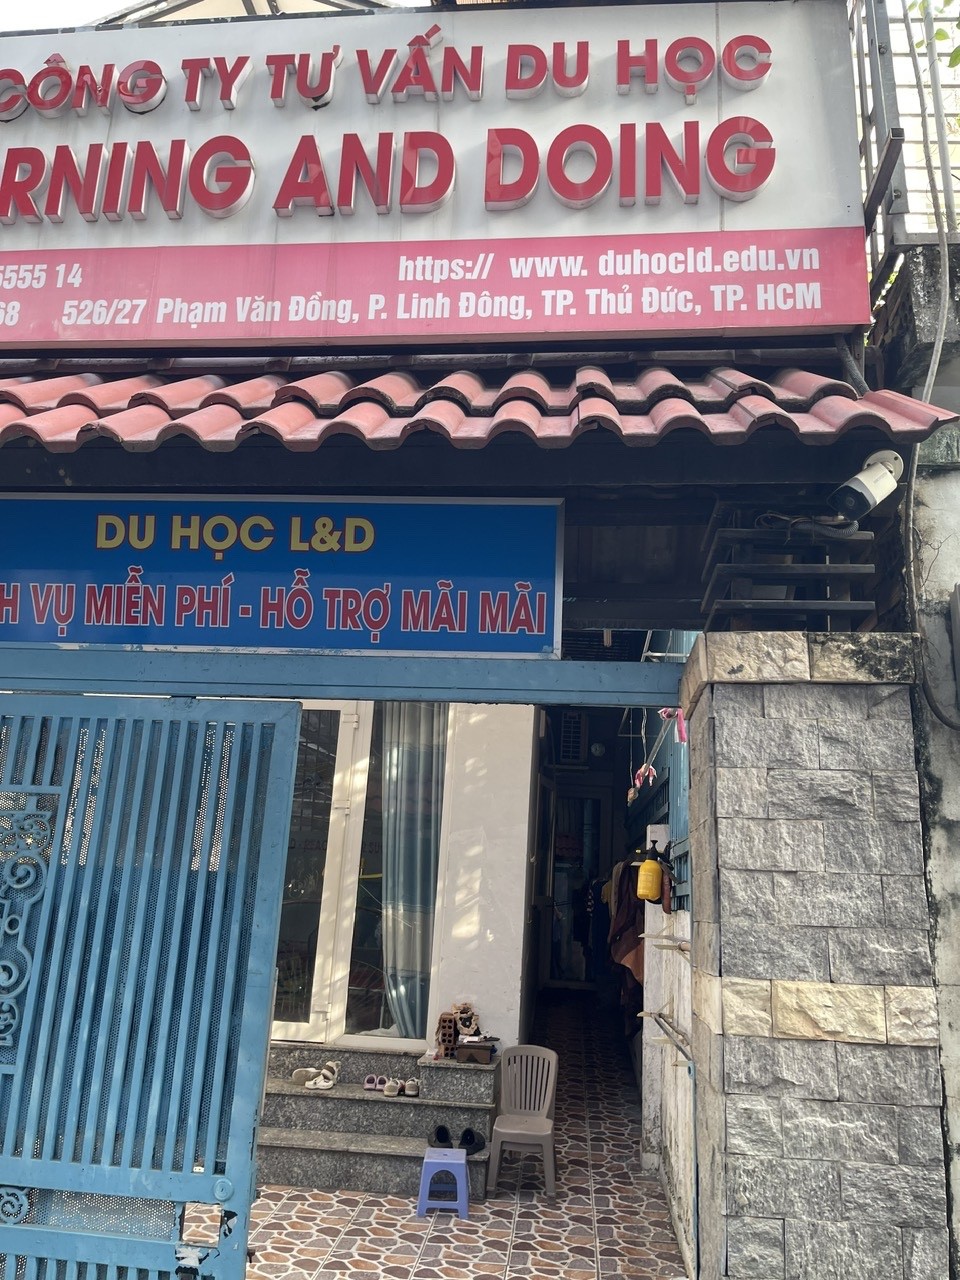 CÔNG TY TƯ VẤN DU HỌC
RNING AND DOING
5555 14 https:// www. duhocld.edu.vn
68 526/27 Phạm Văn Đồng, P. Linh Đông, TP. Thủ Đức, TP. HCM
DU HỌC L&D
H VỤ MIỄN PHÍ - HỖ TRỢ MÃI MÃI